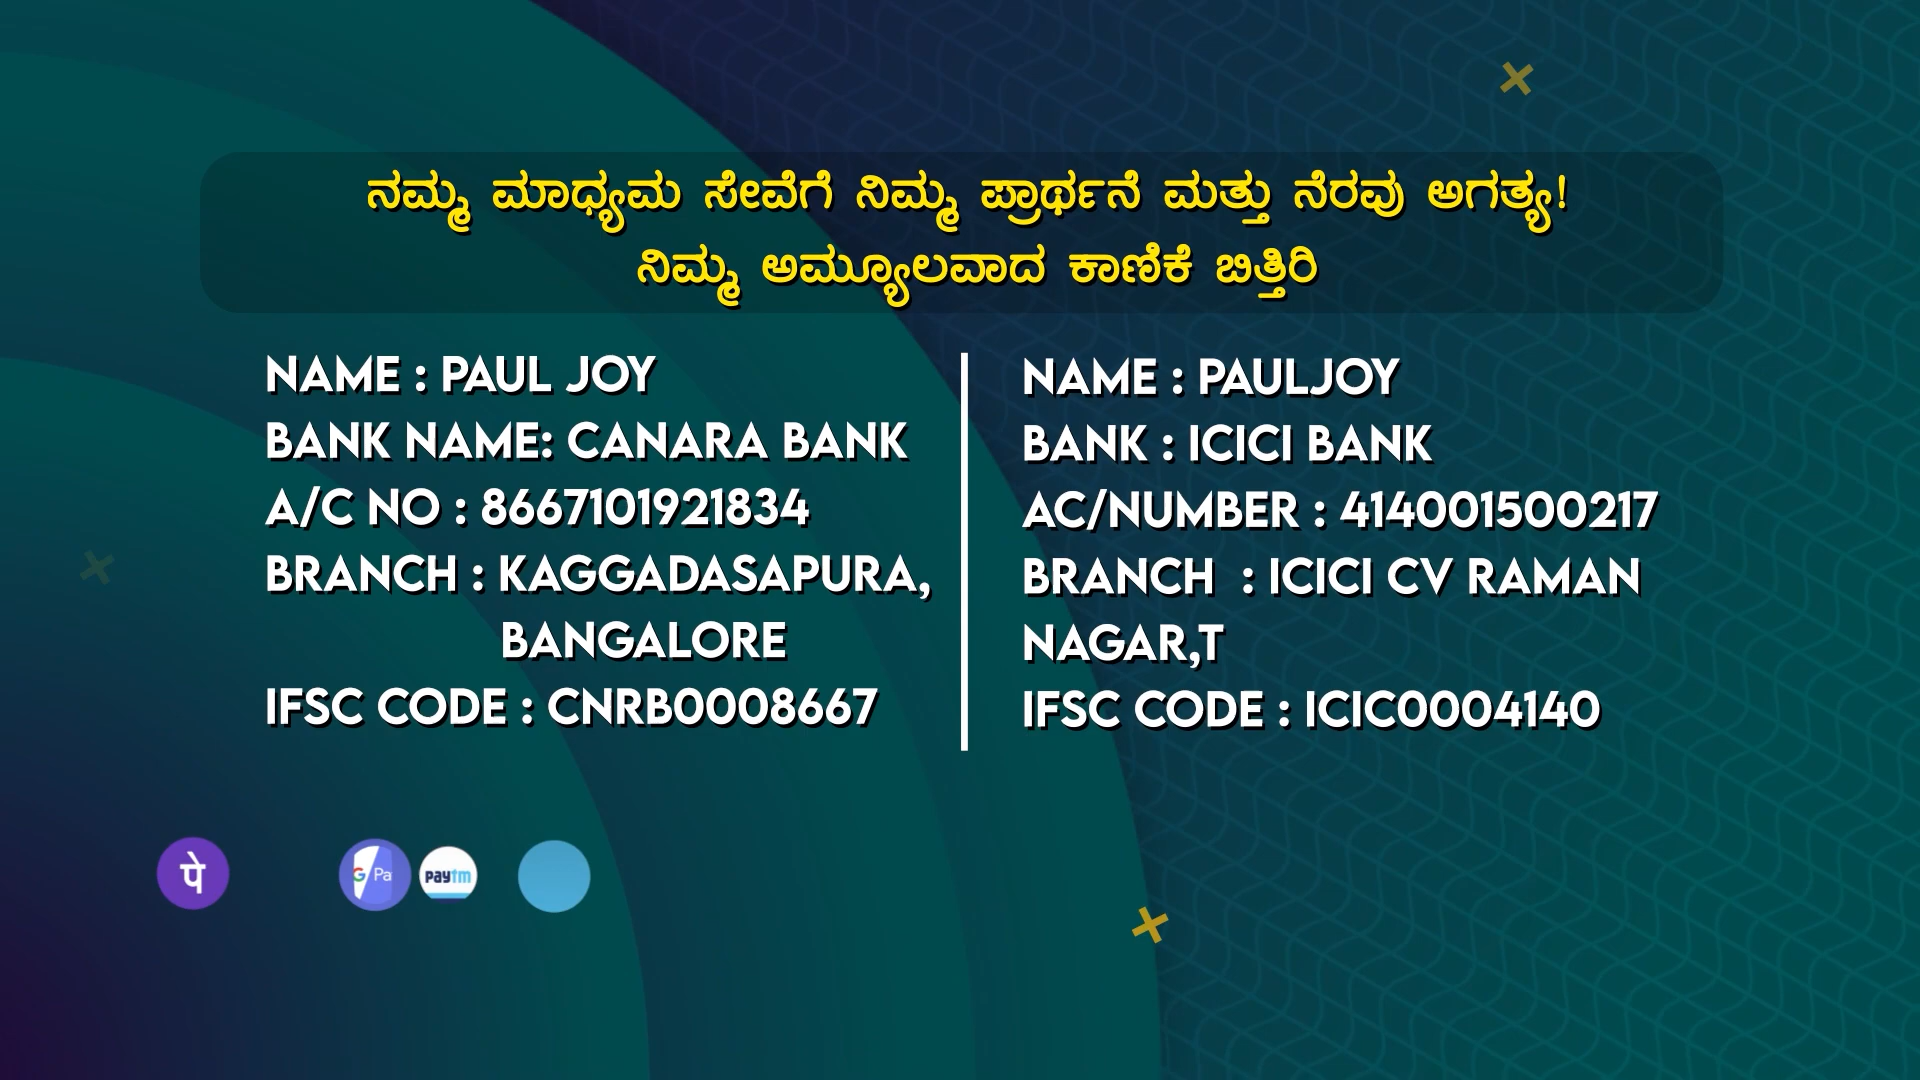 ನಮ್ಮ ಮಾಧ್ಯಮ ಸೇವೆಗೆ ನಿಮ್ಮ ಪ್ರಾರ್ಥನೆ ಮತ್ತು ನೆರವು ಅಗತ್ಯ!
ನಿಮ್ಮ ಅಮ್ಯೂಲವಾದ ಕಾಣಿಕೆ ಬಿತ್ತಿರಿ
NAME : PAUL JOY
BANK NAME: CANARA BANK
A/C NO : 8667101921834
BRANCH : KAGGADASAPURA,
BANGALORE
IFSC CODE : CNRB0008667
NAME : PAULJOY
BANK : ICICI BANK
AC/NUMBER : 414001500217
BRANCH : ICICI CV RAMAN
NAGAR,T
IFSC CODE : ICIC0004140
पे
G Pa
paytm